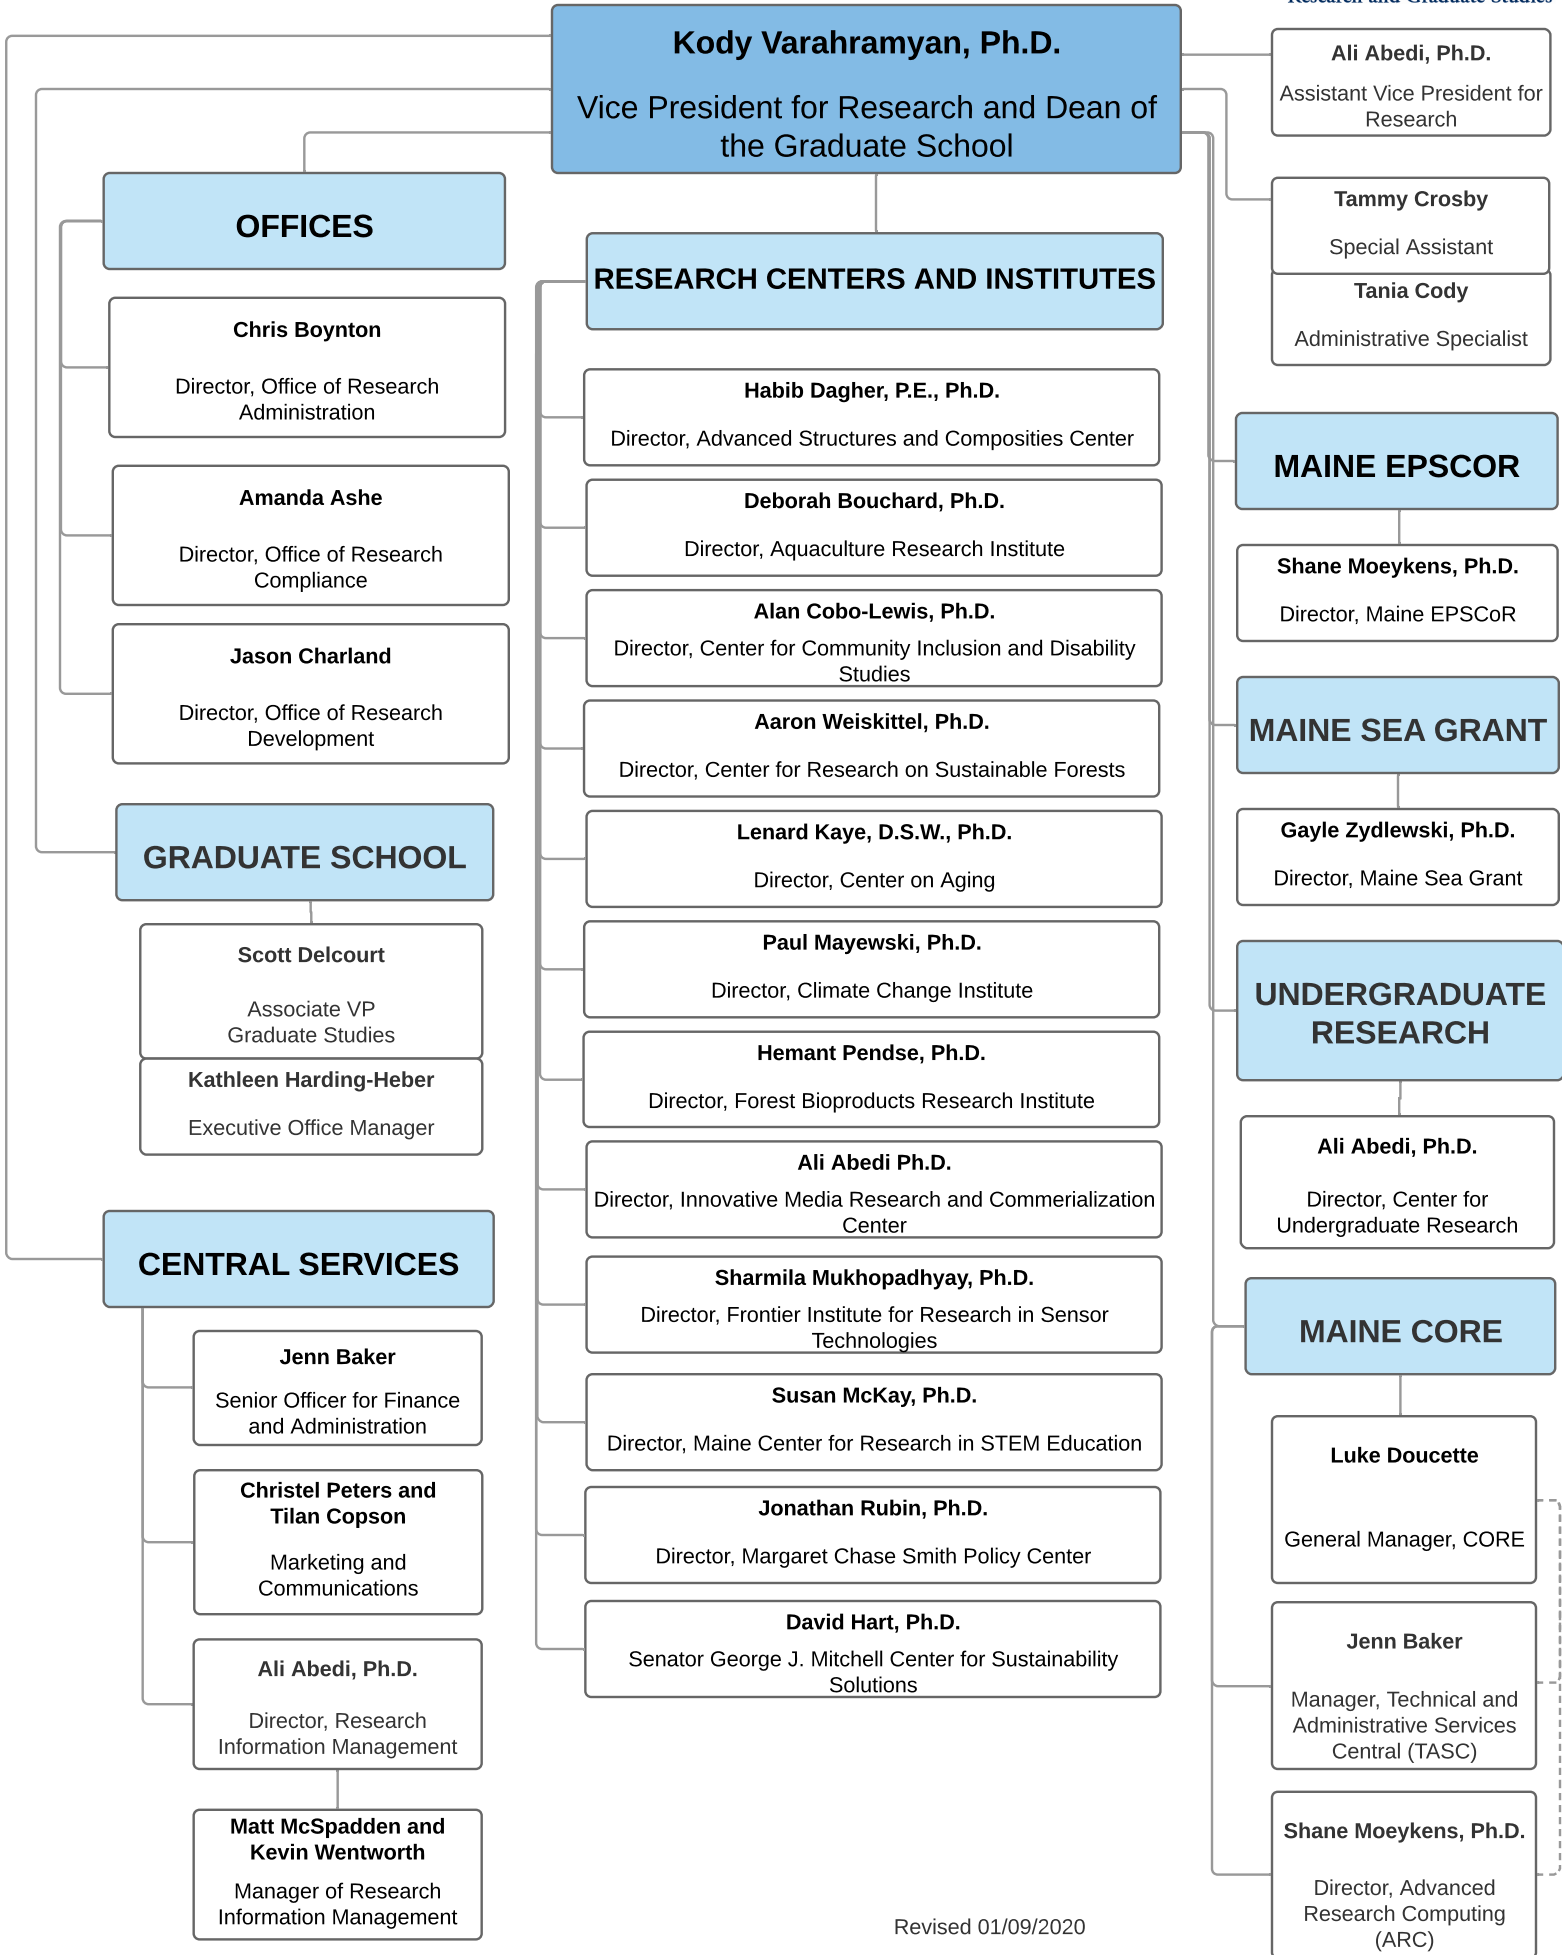 Research and Graduate Studies
Kody Varahramyan, Ph.D.
Vice President for Research and Dean of
the Graduate School
Ali Abedi, Ph.D.
Assistant Vice President for
Research
Tammy Crosby
Special Assistant
Tania Cody
Administrative Specialist
OFFICES
Chris Boynton
Director, Office of Research
Administration
Amanda Ashe
Director, Office of Research
Compliance
Jason Charland
Director, Office of Research
Development
GRADUATE SCHOOL
Scott Delcourt
Associate VP
Graduate Studies
Kathleen Harding-Heber
Executive Office Manager
CENTRAL SERVICES
Jenn Baker
Senior Officer for Finance
and Administration
Christel Peters and
Tilan Copson
Marketing and
Communications
Ali Abedi, Ph.D.
Director, Research
Information Management
Matt McSpadden and
Kevin Wentworth
Manager of Research
Information Management
RESEARCH CENTERS AND INSTITUTES
Habib Dagher, P.E., Ph.D.
Director, Advanced Structures and Composities Center
Deborah Bouchard, Ph.D.
Director, Aquaculture Research Institute
Alan Cobo-Lewis, Ph.D.
Director, Center for Community Inclusion and Disability
Studies
Aaron Weiskittel, Ph.D.
Director, Center for Research on Sustainable Forests
Lenard Kaye, D.S.W., Ph.D.
Director, Center on Aging
Paul Mayewski, Ph.D.
Director, Climate Change Institute
Hemant Pendse, Ph.D.
Director, Forest Bioproducts Research Institute
Ali Abedi Ph.D.
Director, Innovative Media Research and Commerialization
Center
Sharmila Mukhopadhyay, Ph.D.
Director, Frontier Institute for Research in Sensor
Technologies
Susan McKay, Ph.D.
Director, Maine Center for Research in STEM Education
Jonathan Rubin, Ph.D.
Director, Margaret Chase Smith Policy Center
David Hart, Ph.D.
Senator George J. Mitchell Center for Sustainability
Solutions
MAINE EPSCOR
Shane Moeykens, Ph.D.
Director, Maine EPSCoR
MAINE SEA GRANT
Gayle Zydlewski, Ph.D.
Director, Maine Sea Grant
UNDERGRADUATE
RESEARCH
Ali Abedi, Ph.D.
Director, Center for
Undergraduate Research
MAINE CORE
Luke Doucette
General Manager, CORE
Jenn Baker
Manager, Technical and
Administrative Services
Central (TASC)
Shane Moeykens, Ph.D.
Director, Advanced
Research Computing
(ARC)
Revised 01/09/2020